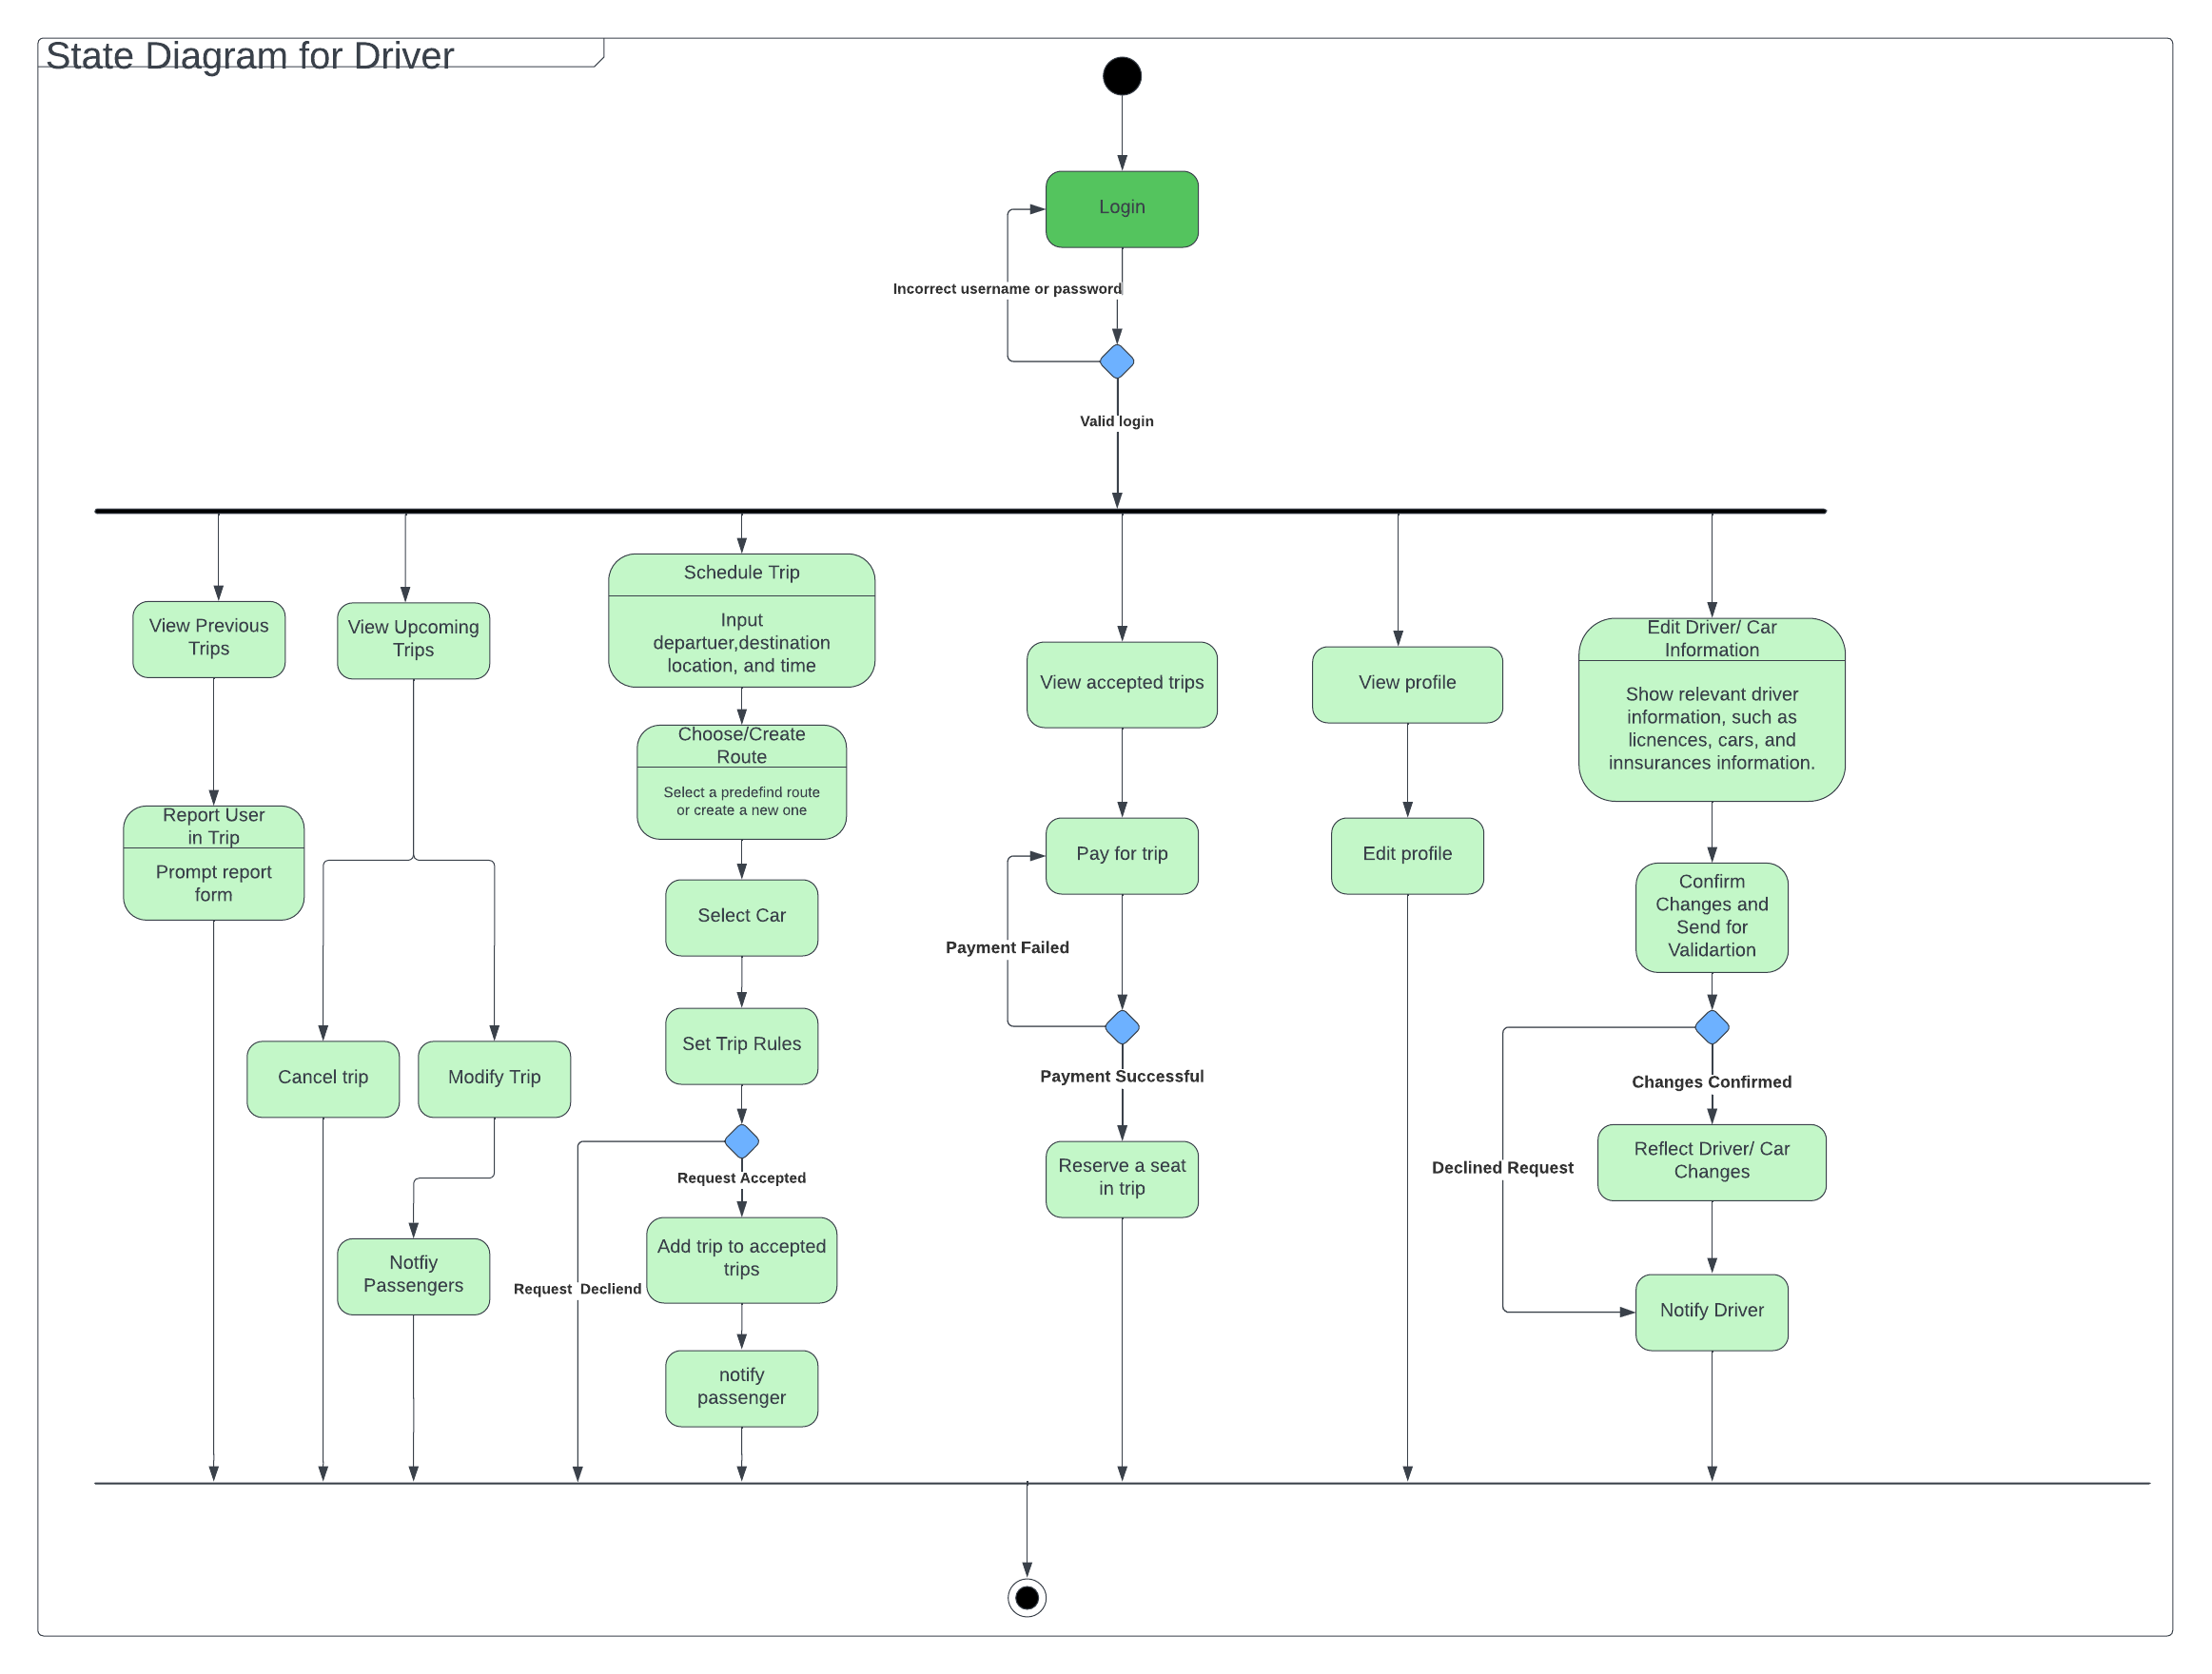 State Diagram for Driver
Login
Incorrect username or password
Valid login
View Previous
Trips
Report User
in Trip
Prompt report
form
View Upcoming
Trips
Cancel trip
Modify Trip
Notfiy
Passengers
Schedule Trip
Input
departuer,destination
location, and time
Choose/Create
Route
Select a predefind route
or create a new one
Select Car
Set Trip Rules
Request Accepted
Request Decliend
Add trip to accepted
trips
notify
passenger
View accepted trips
Pay for trip
Payment Failed
Payment Successful
Reserve a seat
in trip
View profile
Edit profile
Edit Driver/ Car
Information
Show relevant driver
information, such as
licnences, cars, and
innsurances information.
Confirm
Changes and
Send for
Validartion
Changes Confirmed
Declined Request
Reflect Driver/ Car
Changes
Notify Driver